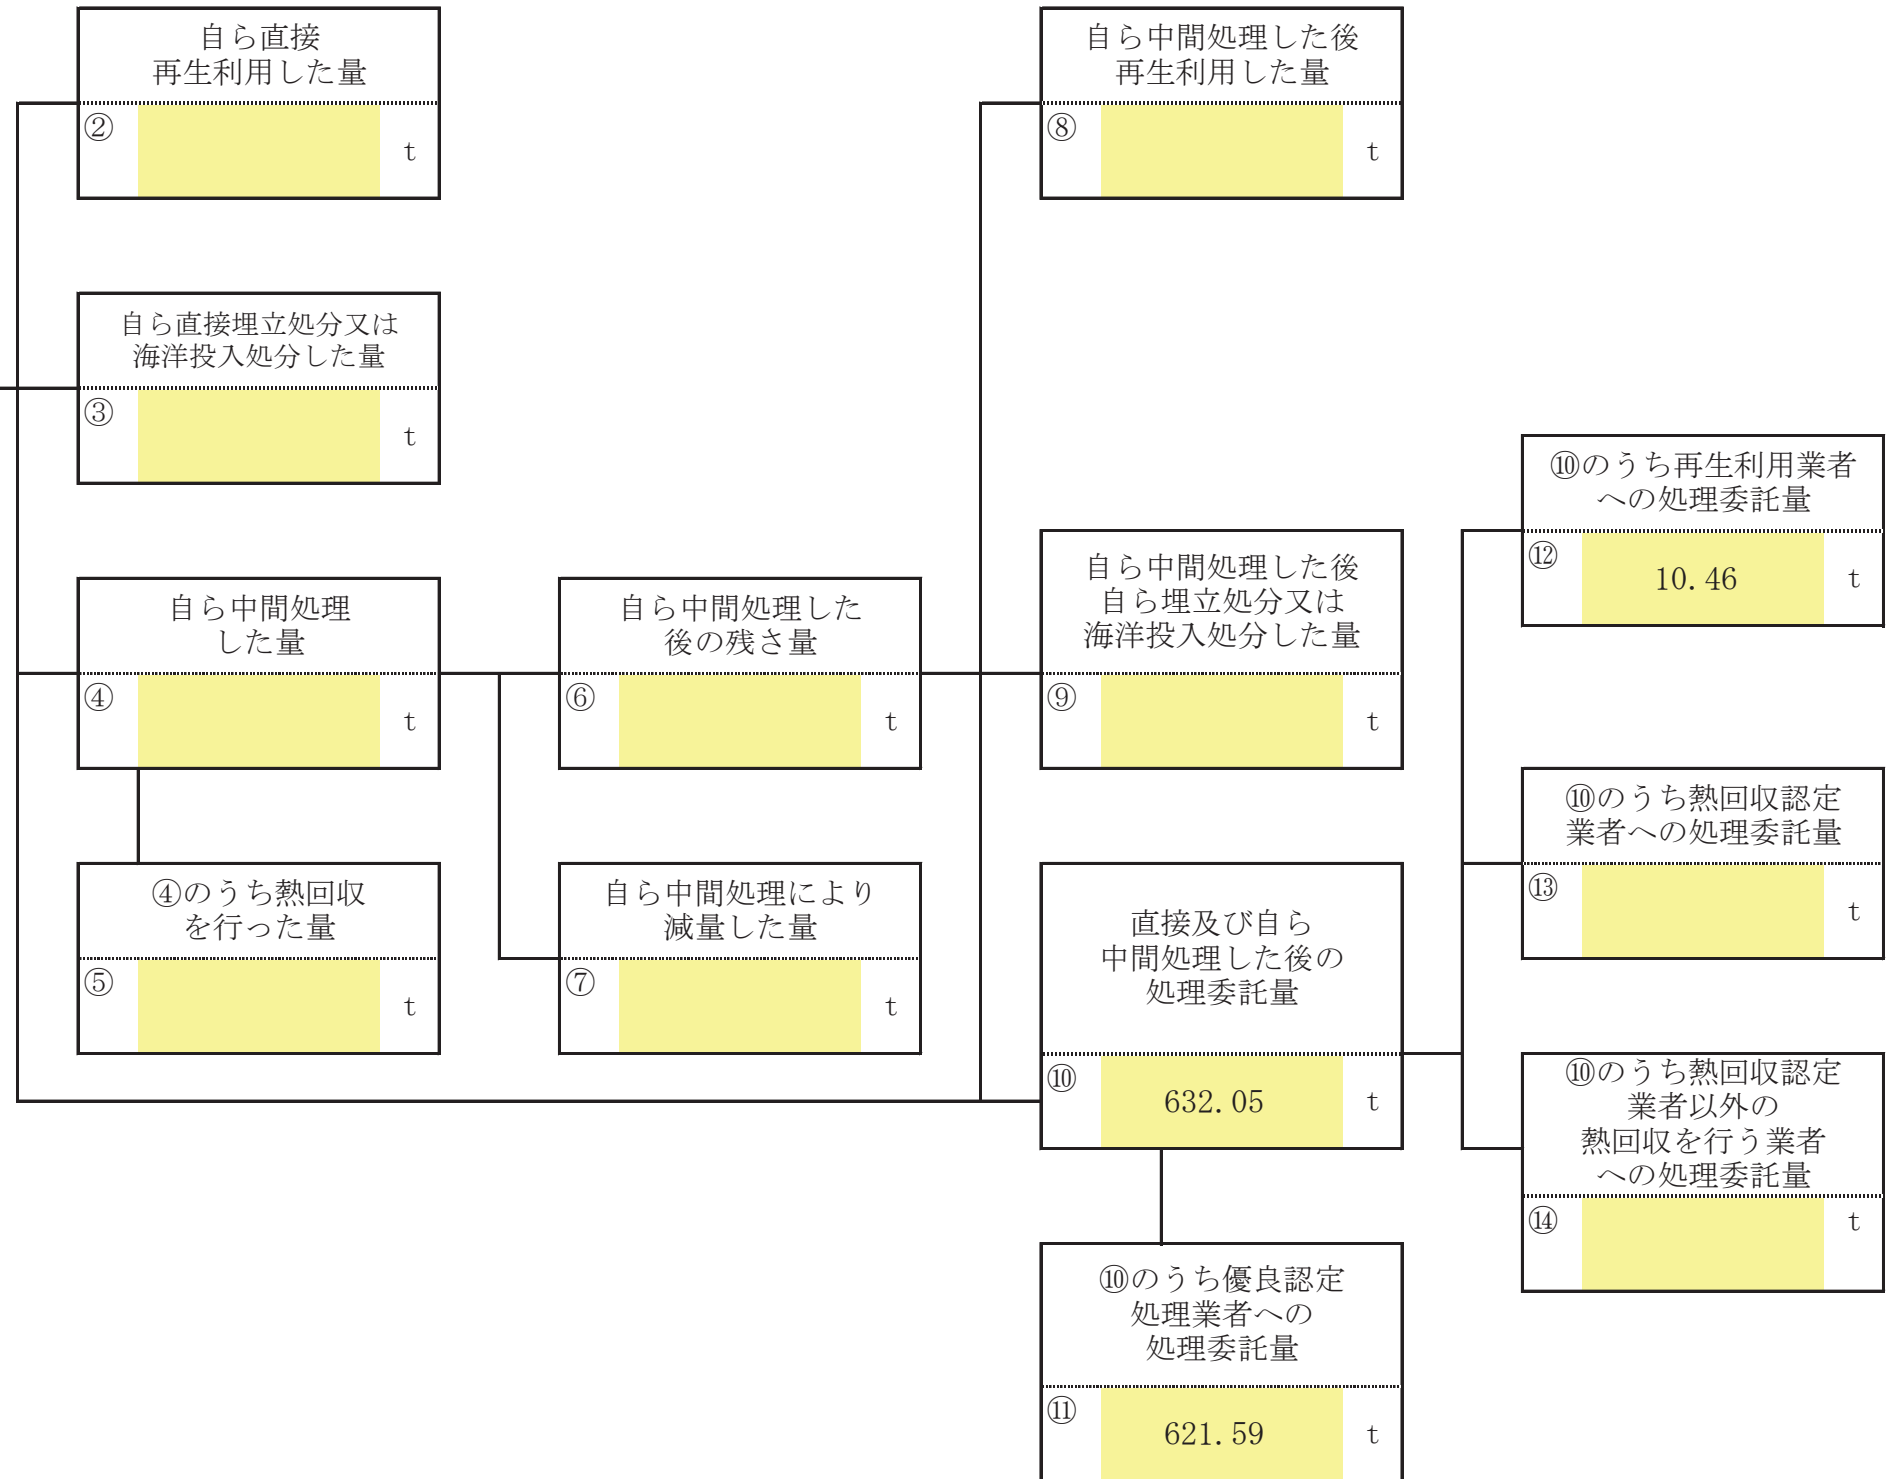 自ら直接
再生利用した量
②
t
自ら中間処理した後
再生利用した量
⑧
t
自ら直接埋立処分又は
海洋投入処分した量
③
t
⑩のうち再生利用業者
への処理委託量
⑫
10.46
t
自ら中間処理
した量
④
t
自ら中間処理した
後の残さ量
⑥
t
自ら中間処理した後
自ら埋立処分又は
海洋投入処分した量
⑨
t
⑩のうち熱回収認定
業者への処理委託量
⑬
t
④のうち熱回収
を行った量
⑤
t
自ら中間処理により
減量した量
⑦
t
直接及び自ら
中間処理した後の
処理委託量
⑩
632.05
t
⑩のうち熱回収認定
業者以外の
熱回収を行う業者
への処理委託量
⑭
t
⑩のうち優良認定
処理業者への
処理委託量
⑪
621.59
t